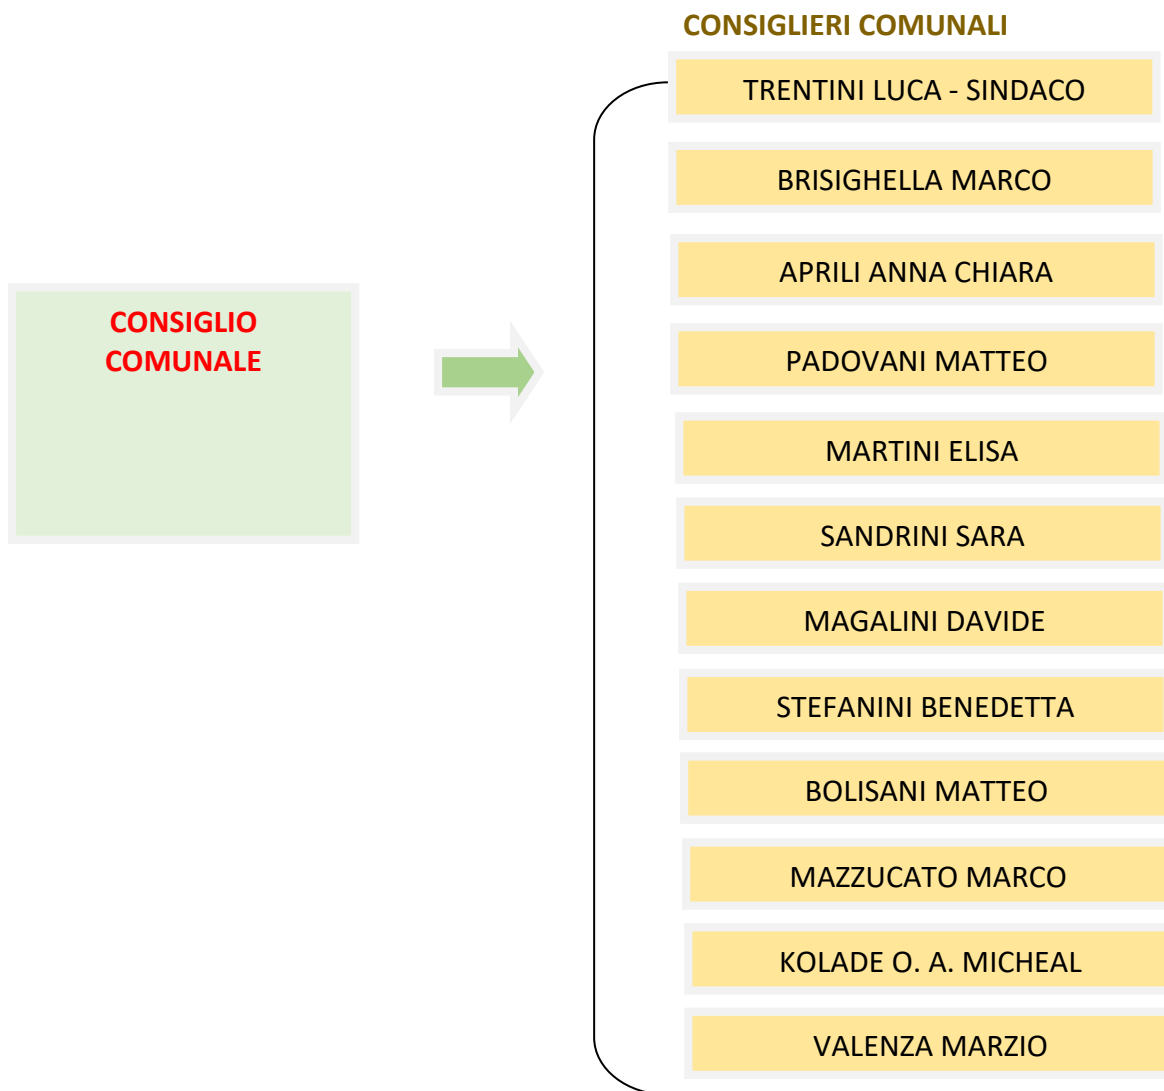 CONSIGLIERI COMUNALI
TRENTINI LUCA - SINDACO
BRISIGHELLA MARCO
APRILI ANNA CHIARA
CONSIGLIO
COMUNALE
PADOVANI MATTEO
MARTINI ELISA
SANDRINI SARA
MAGALINI DAVIDE
STEFANINI BENEDETTA
BOLISANI MATTEO
MAZZUCATO MARCO
KOLADE O. A. MICHEAL
VALENZA MARZIO